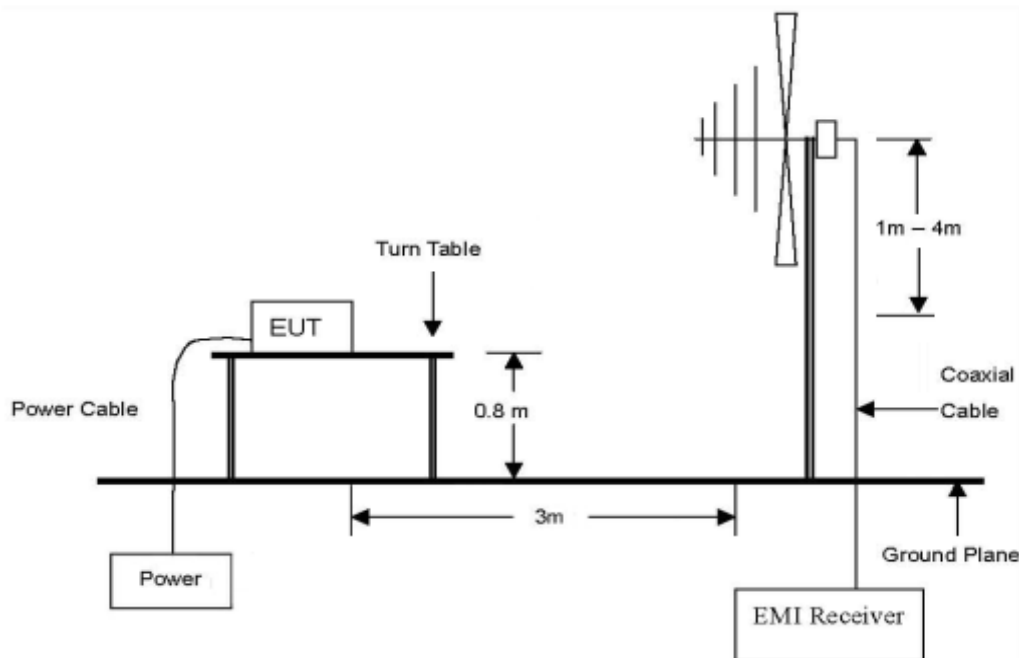 1m – 4m
Turn Table
EUT
Coaxial
Cable
Power Cable
0.8 m
3m
Ground Plane
Power
EMI Receiver